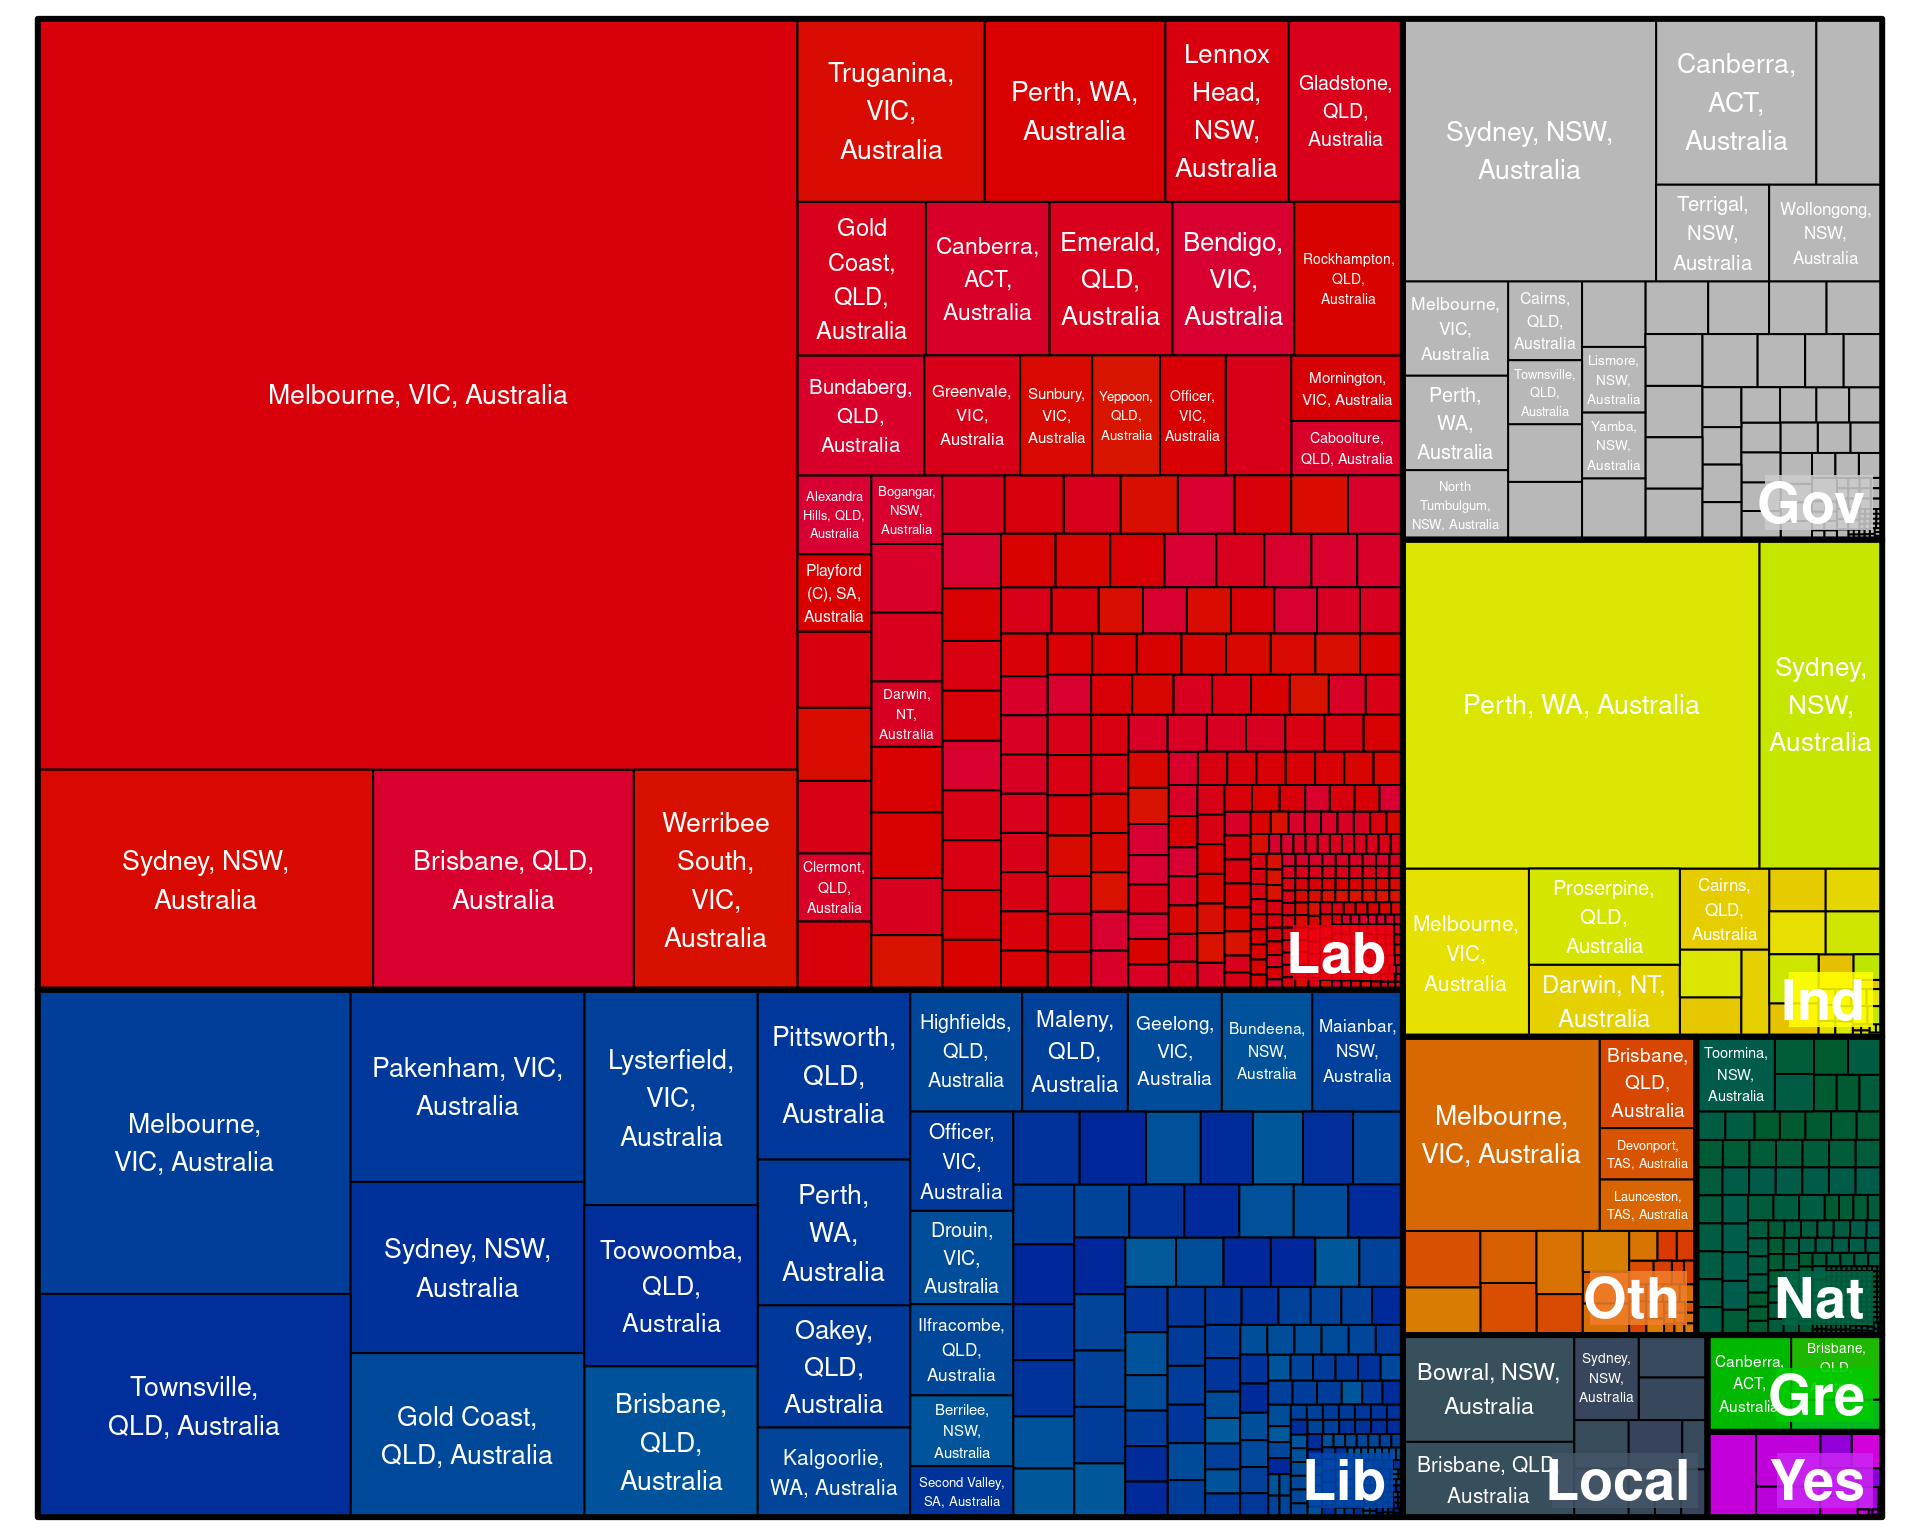 Melbourne, VIC, Australia
Sydney, NSW,
Australia
Brisbane, QLD,
Australia
Werribee
South,
VIC,
Australia
Truganina,
VIC,
Australia
Perth, WA,
Australia
Lennox
Head,
NSW,
Australia
Gladstone,
QLD,
Australia
Gold
Coast,
QLD,
Australia
Canberra,
ACT,
Australia
Emerald,
QLD,
Australia
Bendigo,
VIC,
Australia
Rockhampton,
QLD,
Australia
Bundaberg,
QLD,
Australia
Greenvale,
VIC,
Australia
Sunbury,
VIC,
Australia
Yeppoon,
QLD,
Australia
Officer,
VIC,
Australia
Mornington,
VIC, Australia
Caboolture,
QLD, Australia
Alexandra
Hills, QLD,
Australia
Bogangar,
NSW,
Australia
Playford
(C), SA,
Australia
Darwin,
NT,
Australia
Clermont,
QLD,
Australia
Lab
Melbourne,
VIC, Australia
Townsville,
QLD, Australia
Pakenham, VIC,
Australia
Sydney, NSW,
Australia
Gold Coast,
QLD, Australia
Lysterfield,
VIC,
Australia
Toowoomba,
QLD,
Australia
Brisbane,
QLD,
Australia
Pittsworth,
QLD,
Australia
Perth,
WA,
Australia
Oakey,
QLD,
Australia
Kalgoorlie,
WA, Australia
Highfields,
QLD,
Australia
Maleny,
QLD,
Australia
Geelong,
VIC,
Australia
Bundeena,
NSW,
Australia
Maianbar,
NSW,
Australia
Officer,
VIC,
Australia
Drouin,
VIC,
Australia
Ilfracombe,
QLD,
Australia
Berrilee,
NSW,
Australia
Second Valley,
SA, Australia
Lib
Sydney, NSW,
Australia
Canberra,
ACT,
Australia
Terrigal,
NSW,
Australia
Wollongong,
NSW,
Australia
Melbourne,
VIC,
Australia
Perth,
WA,
Australia
North
Tumbulgum,
NSW, Australia
Cairns,
QLD,
Australia
Townsville,
QLD,
Australia
Lismore,
NSW,
Australia
Yamba,
NSW,
Australia
Gov
Perth, WA, Australia
Sydney,
NSW,
Australia
Melbourne,
VIC,
Australia
Proserpine,
QLD,
Australia
Darwin, NT,
Australia
Cairns,
QLD,
Australia
Ind
Melbourne,
VIC, Australia
Brisbane,
QLD,
Australia
Devonport,
TAS, Australia
Launceston,
TAS, Australia
Oth
Toormina,
NSW,
Australia
Nat
Bowral, NSW,
Australia
Brisbane, QLD,
Australia
Sydney,
NSW,
Australia
Local
Canberra,
ACT,
Australia
Brisbane,
QLD,
Gre
Yes